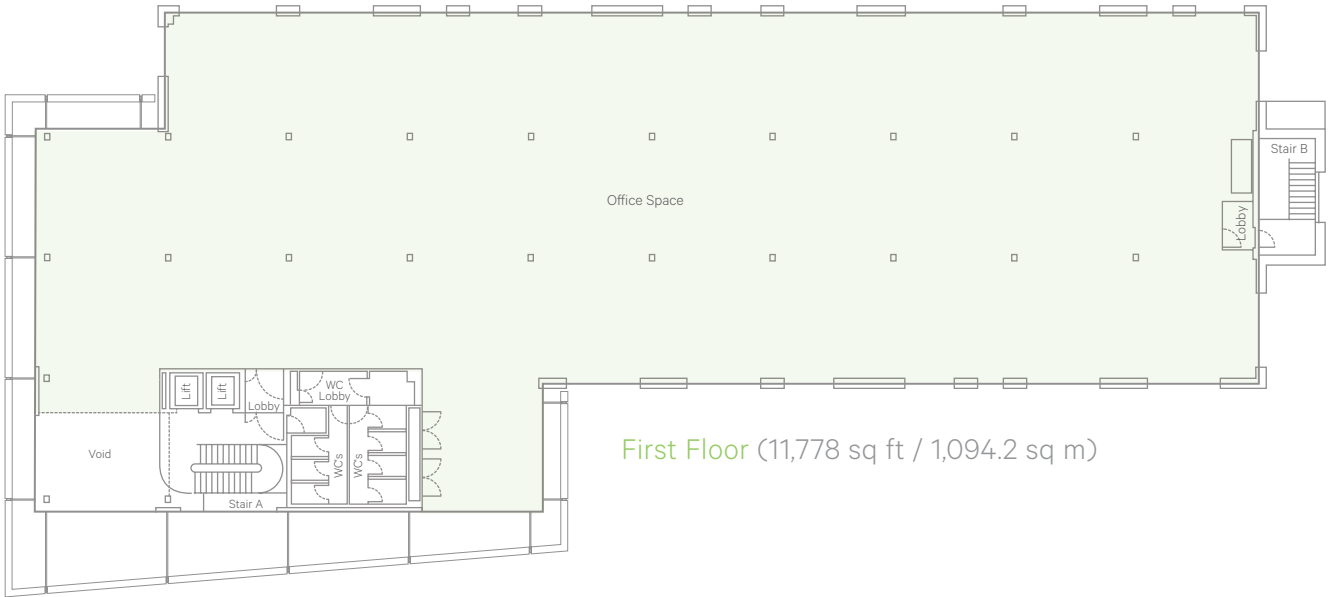 Stair B
Office Space
Lobby
Lift
Lift
WC
Lobby
Lobby
First Floor (11,778 sq ft / 1,094.2 sq m)
Void
WC's
WC's
Stair A